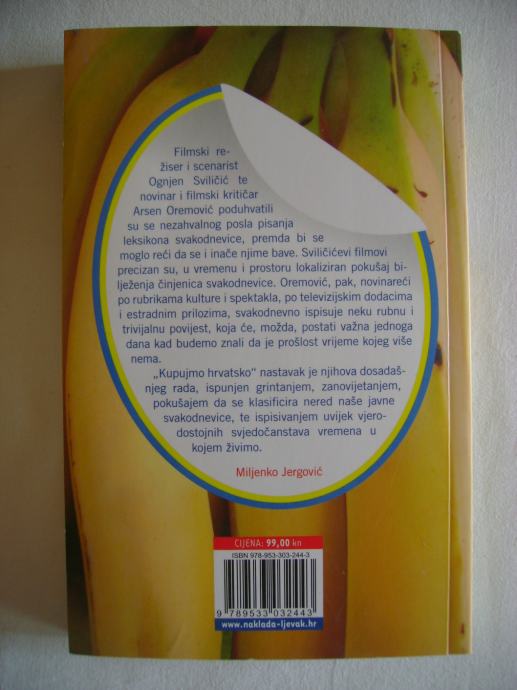 Filmski re-
žiser i scenarist
Ognjen Sviličić te
novinar i filmski kritičar
Arsen Oremović poduhvatili
su se nezahvalnog posla pisanja
leksikona svakodnevice, premda bi se
moglo reći da se i inače njime bave. Sviličićevi filmovi
precizan su, u vremenu i prostoru lokaliziran pokušaj bi-
lježenja činjenica svakodnevice. Oremović, pak, novinareći
po rubrikama kulture i spektakla, po televizijskim dodacima
i estradnim prilozima, svakodnevno ispisuje neku rubnu i
trivijalnu povijest, koja će, možda, postati važna jednoga
dana kad budemo znali da je prošlost vrijeme kojeg više
nema.
„Kupujmo hrvatsko“ nastavak je njihova dosadaš-
njeg rada, ispunjen grintanjem, zanovijetanjem,
pokušajem da se klasificira nered naše javne
svakodnevice, te ispisivanjem uvijek vjero-
dostojnih svjedočanstava vremena u
kojem živimo.
Miljenko Jergović
CIJENA: 99,00 kn
ISBN 978-953-303-244-3
9 789533 032443
www.naklada-ljevak.hr